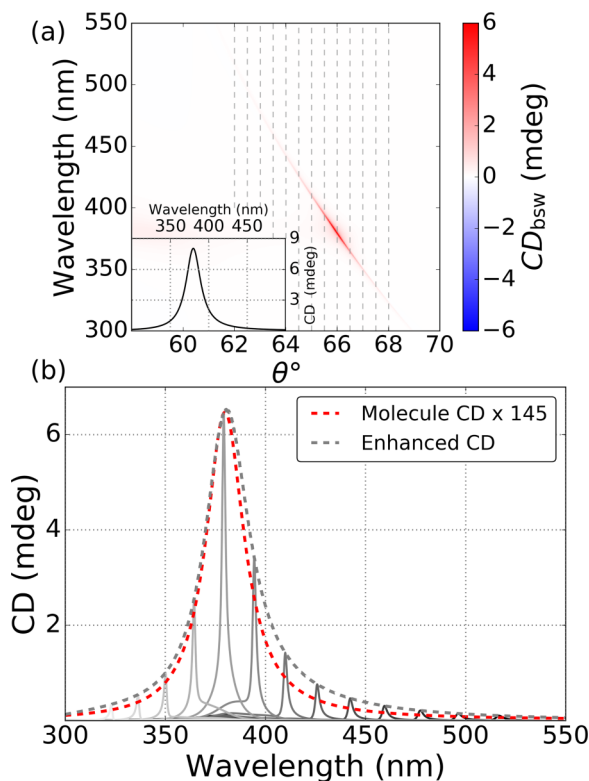 (a)
550
500
450
400
350
300
Wavelength (nm)
Wavelength (nm)
350 400 450
9
6
3
CD (mdeg)
60 62 64 66 68 70
θ°
6
4
2
0
−2
−4
−6
CD_bsw (mdeg)
(b)
6
4
2
CD (mdeg)
Molecule CD x 145
Enhanced CD
300 350 400 450 500 550
Wavelength (nm)